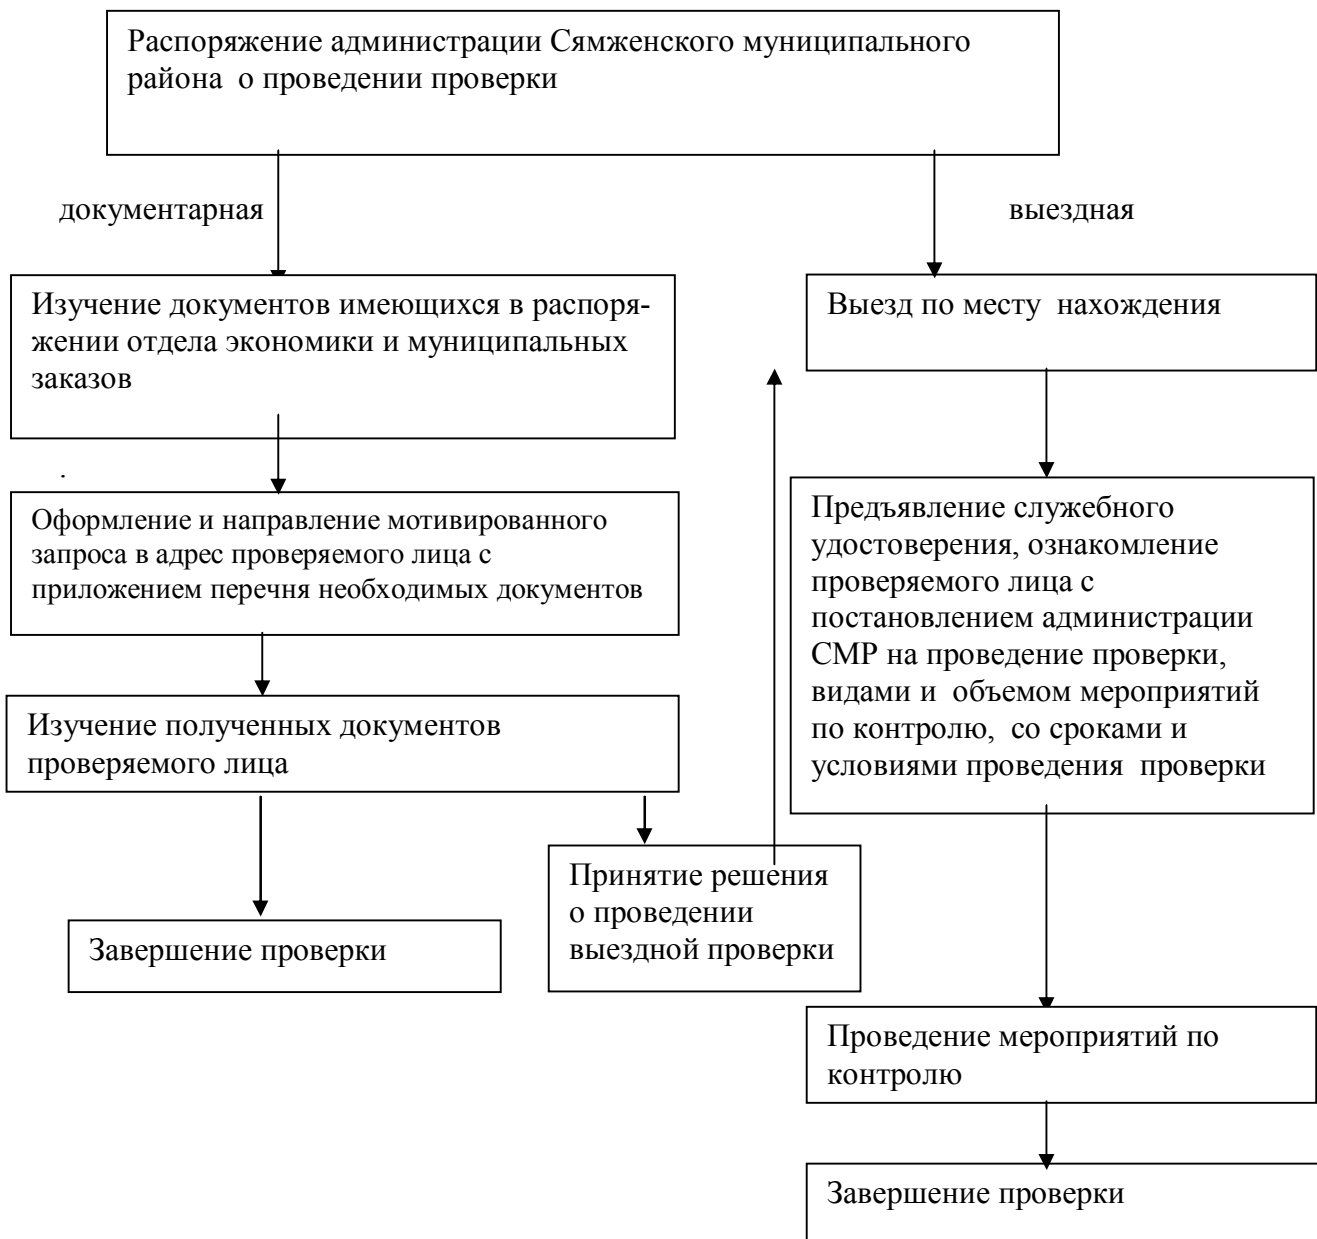 Распоряжение администрации Сямженского муниципального
района о проведении проверки
документарная
выездная
Изучение документов имеющихся в распоря-
жении отдела экономики и муниципальных
заказов
Выезд по месту нахождения
.
Оформление и направление мотивированного
запроса в адрес проверяемого лица с
приложением перечня необходимых документов
Предъявление служебного
удостоверения, ознакомление
проверяемого лица с
постановлением администрации
СМР на проведение проверки,
видами и объемом мероприятий
по контролю, со сроками и
условиями проведения проверки
Изучение полученных документов
проверяемого лица
Принятие решения
о проведении
выездной проверки
Завершение проверки
Проведение мероприятий по
контролю
Завершение проверки